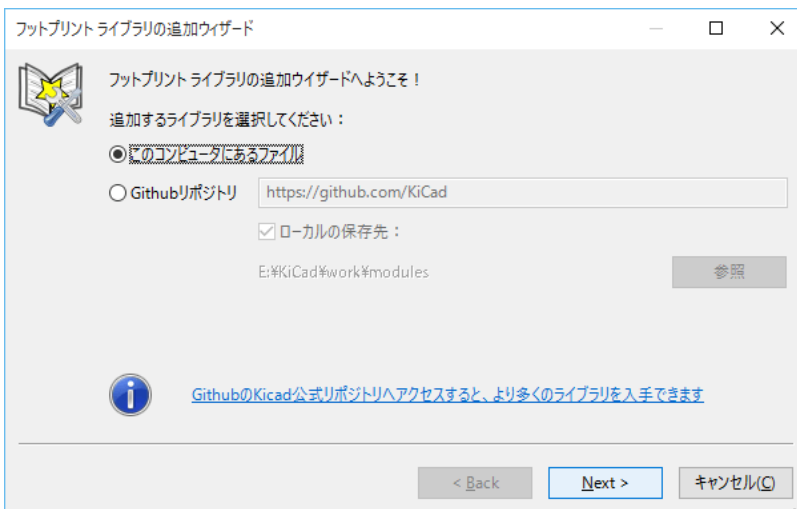 フットプリント ライブラリの追加ウィザード
フットプリント ライブラリの追加ウイザードへようこそ！
追加するライブラリを選択してください：
このコンピュータにあるファイル
Githubリポジトリ https://github.com/KiCad
ローカルの保存先：
E:¥KiCad¥work¥modules 参照
GithubのKicad公式リポジトリへアクセスすると、より多くのライブラリを入手できます
< Back Next > キャンセル(C)